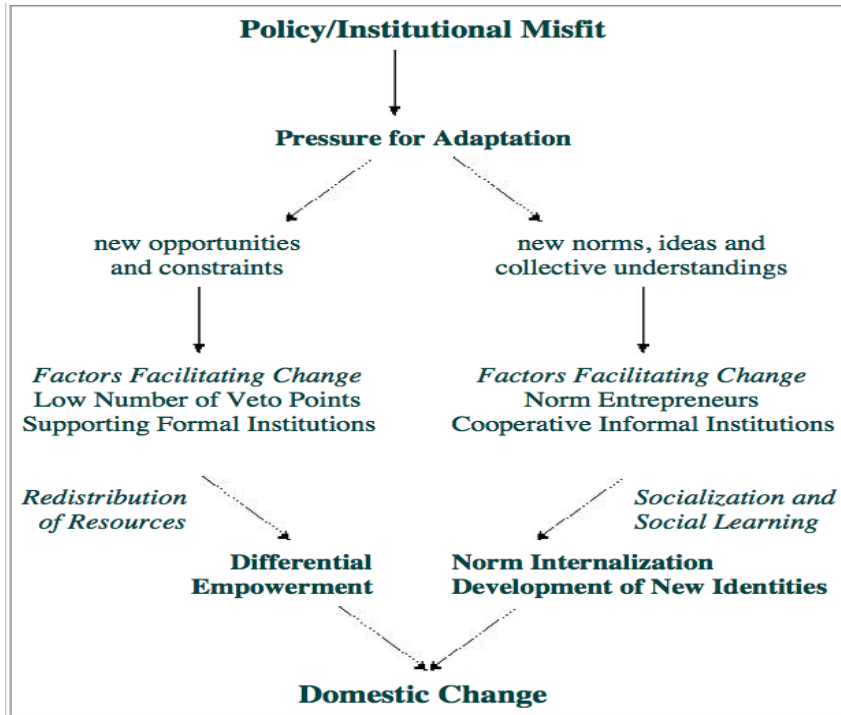 Policy/Institutional Misfit
Pressure for Adaptation
new opportunities
and constraints
new norms, ideas and
collective understandings
Factors Facilitating Change
Low Number of Veto Points
Supporting Formal Institutions
Factors Facilitating Change
Norm Entrepreneurs
Cooperative Informal Institutions
Redistribution
of Resources
Socialization and
Social Learning
Differential
Empowerment
Norm Internalization
Development of New Identities
Domestic Change